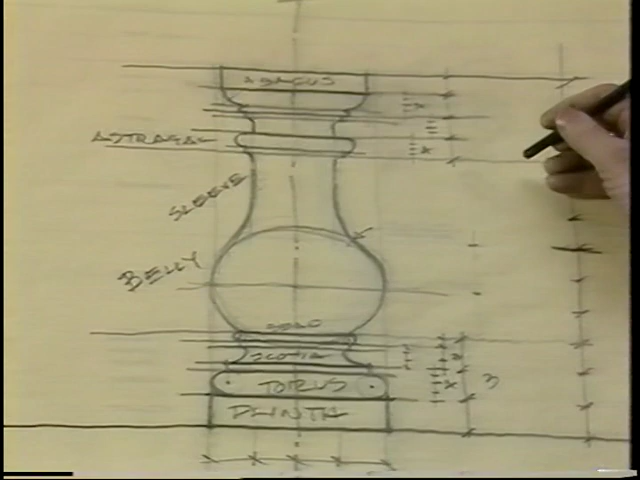 ABACUS
ASTRAGAL
SLEEVE
BELLY
SCOTIA
TORUS
3
PLINTH